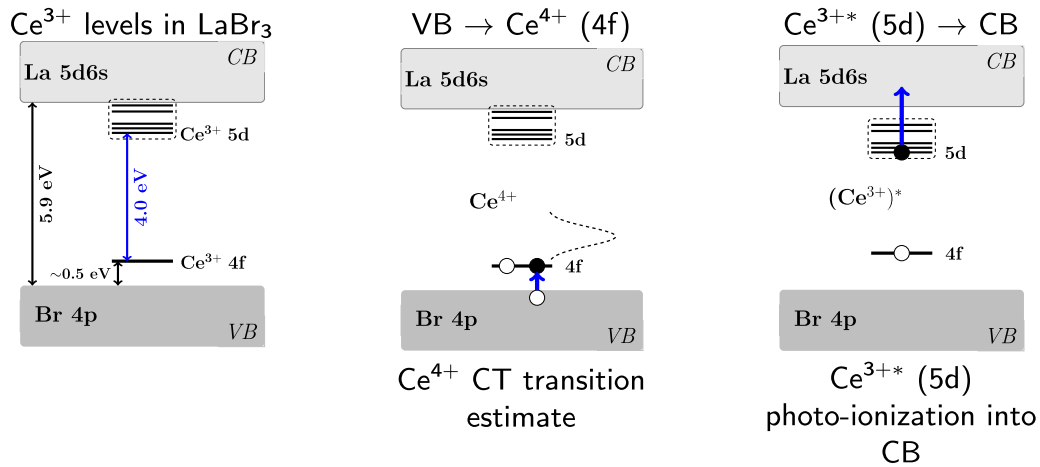 Ce³⁺ levels in LaBr₃
CB
La 5d6s
Ce³⁺ 5d
5.9 eV
4.0 eV
~0.5 eV
Ce³⁺ 4f
Br 4p
VB
VB → Ce⁴⁺ (4f)
CB
La 5d6s
5d
Ce⁴⁺
4f
Br 4p
VB
Ce⁴⁺ CT transition
estimate
Ce³⁺* (5d) → CB
CB
La 5d6s
5d
(Ce³⁺)*
4f
Br 4p
VB
Ce³⁺* (5d)
photo-ionization into
CB